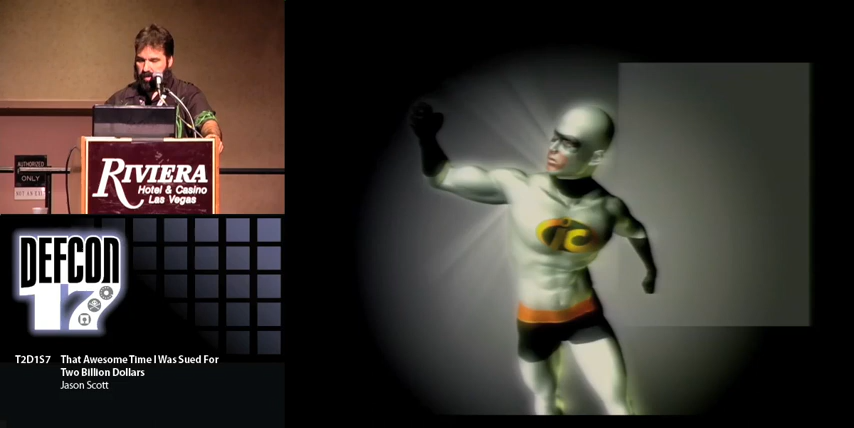 AUTHORIZED
ONLY
RIVIERA
Hotel & Casino
Las Vegas
DEFCON
17
T2D1S7 That Awesome Time I Was Sued For
Two Billion Dollars
Jason Scott